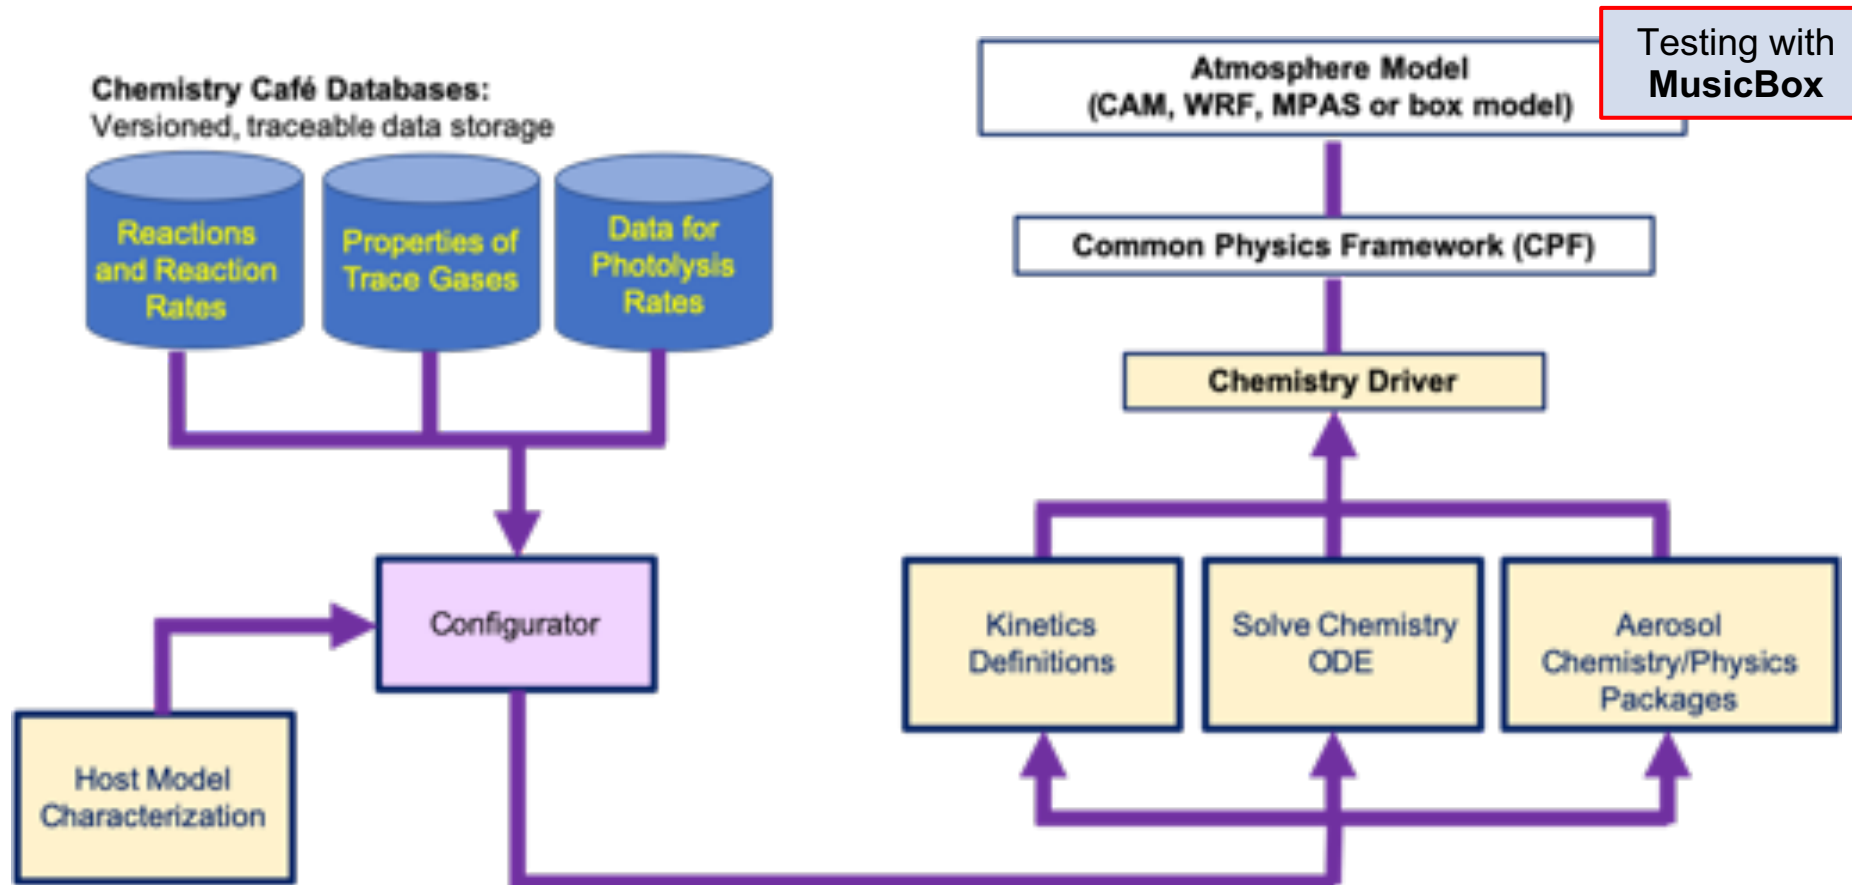 Chemistry Café Databases:
Versioned, traceable data storage
Reactions
and Reaction
Rates
Properties of
Trace Gases
Data for
Photolysis
Rates
Configurator
Host Model
Characterization
Testing with
MusicBox
Atmosphere Model
(CAM, WRF, MPAS or box model)
Common Physics Framework (CPF)
Chemistry Driver
Kinetics
Definitions
Solve Chemistry
ODE
Aerosol
Chemistry/Physics
Packages